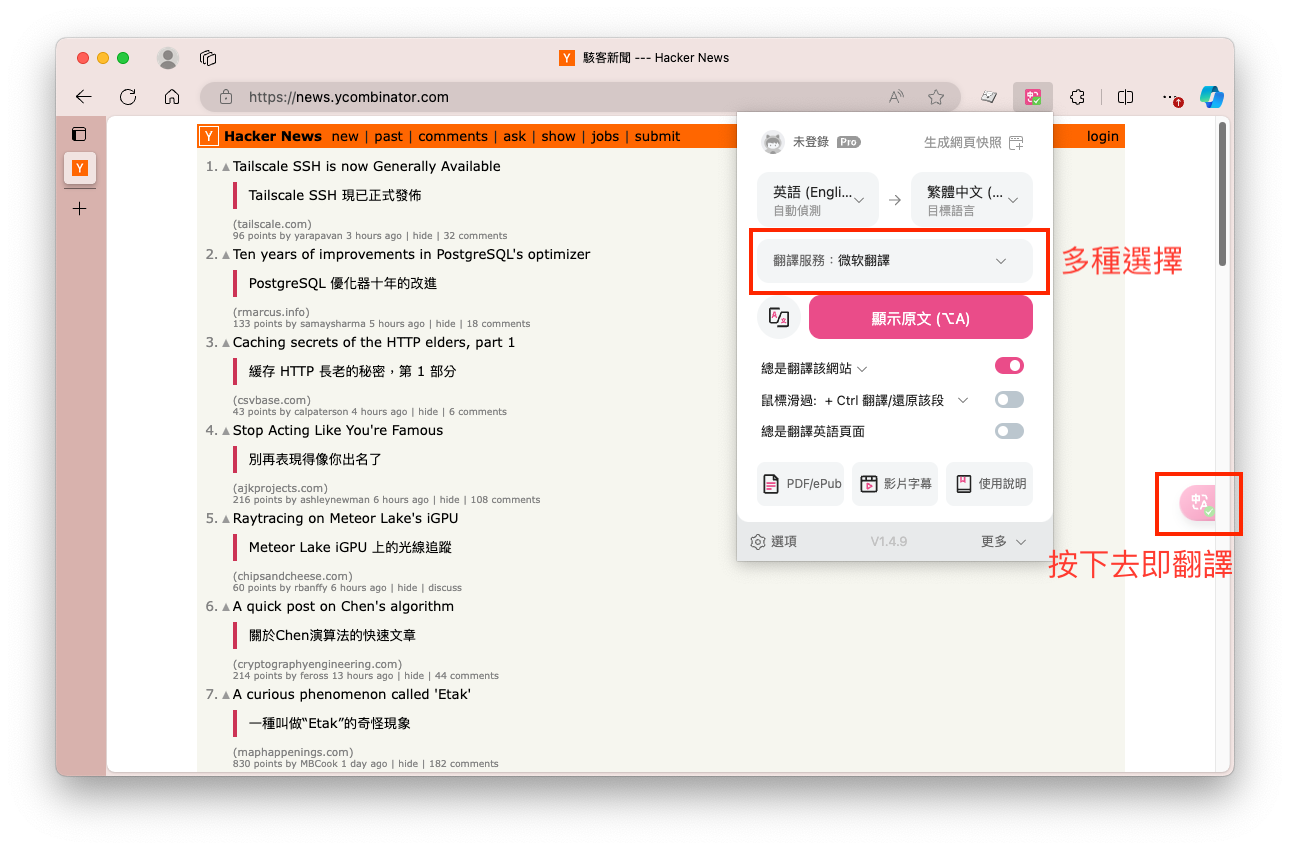 駭客新聞 --- Hacker News
https://news.ycombinator.com
Y Hacker News new | past | comments | ask | show | jobs | submit
login
1. Tailscale SSH is now Generally Available
Tailscale SSH 現已正式發佈
(tailscale.com)
96 points by yarapavan 3 hours ago | hide | 32 comments
2. Ten years of improvements in PostgreSQL's optimizer
PostgreSQL 優化器十年的改進
(rmarcus.info)
133 points by samaysharma 5 hours ago | hide | 18 comments
3. Caching secrets of the HTTP elders, part 1
緩存 HTTP 長老的秘密，第 1 部分
(csvbase.com)
43 points by calpaterson 4 hours ago | hide | 6 comments
4. Stop Acting Like You're Famous
別再表現得像你出名了
(ajkprojects.com)
216 points by ashleynewman 6 hours ago | hide | 108 comments
5. Raytracing on Meteor Lake's iGPU
Meteor Lake iGPU 上的光線追蹤
(chipsandcheese.com)
60 points by rbanffy 6 hours ago | hide | discuss
6. A quick post on Chen's algorithm
關於Chen演算法的快速文章
(cryptographyengineering.com)
214 points by feross 13 hours ago | hide | 44 comments
7. A curious phenomenon called 'Etak'
一種叫做“Etak”的奇怪現象
(maphappenings.com)
830 points by MBCook 1 day ago | hide | 182 comments
未登錄 Pro
生成網頁快照
英語 (Engli...
自動偵測
繁體中文 (...
目標語言
翻譯服務：微软翻譯
多種選擇
顯示原文 (⌥A)
總是翻譯該網站
鼠標滑過: + Ctrl 翻譯/還原該段
總是翻譯英語頁面
PDF/ePub
影片字幕
使用說明
選項
V1.4.9
更多
按下去即翻譯